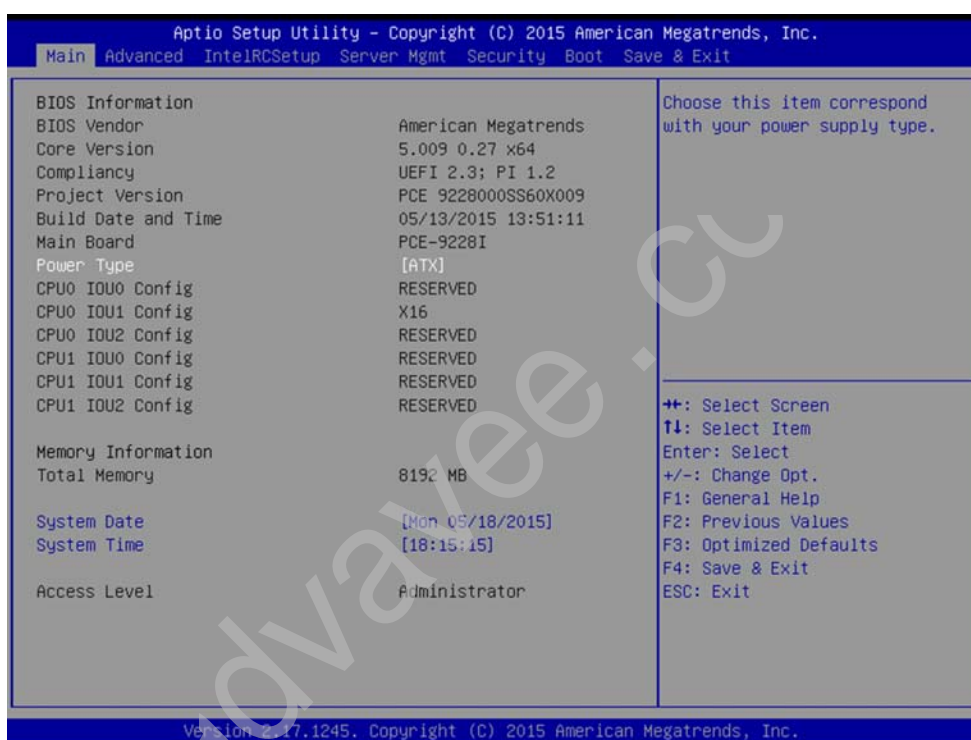 Aptio Setup Utility – Copyright (C) 2015 American Megatrends, Inc.
Main Advanced IntelRCSetup Server Mgmt Security Boot Save & Exit
BIOS Information
BIOS Vendor American Megatrends
Core Version 5.009 0.27 x64
Compliancy UEFI 2.3; PI 1.2
Project Version PCE 9228000SS60X009
Build Date and Time 05/13/2015 13:51:11
Main Board PCE-9228I
Power Type [ATX]
CPU0 IOU0 Config RESERVED
CPU0 IOU1 Config X16
CPU0 IOU2 Config RESERVED
CPU1 IOU0 Config RESERVED
CPU1 IOU1 Config RESERVED
CPU1 IOU2 Config RESERVED
Memory Information
Total Memory 8192 MB
System Date [Mon 05/18/2015]
System Time [18:15:15]
Access Level Administrator
Choose this item correspond
with your power supply type.
→←: Select Screen
↑↓: Select Item
Enter: Select
+/-: Change Opt.
F1: General Help
F2: Previous Values
F3: Optimized Defaults
F4: Save & Exit
ESC: Exit
Version 2.17.1245. Copyright (C) 2015 American Megatrends, Inc.